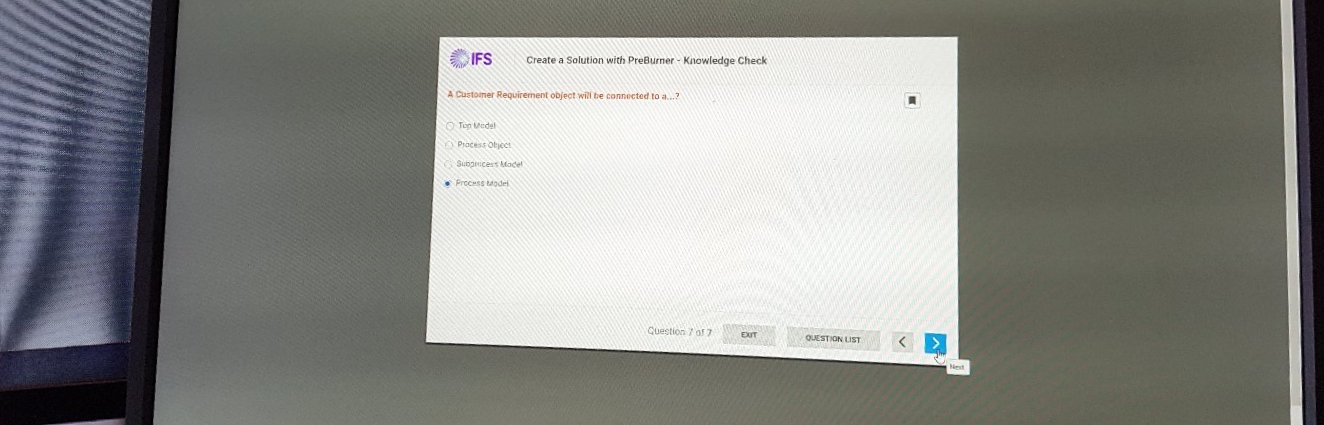 IFS
Create a Solution with PreBurner - Knowledge Check
A Customer Requirement object will be connected to a...?
Top Model
Process Object
Subprocess Model
Process Model
Question 7 of 7
EXIT
QUESTION LIST
Next